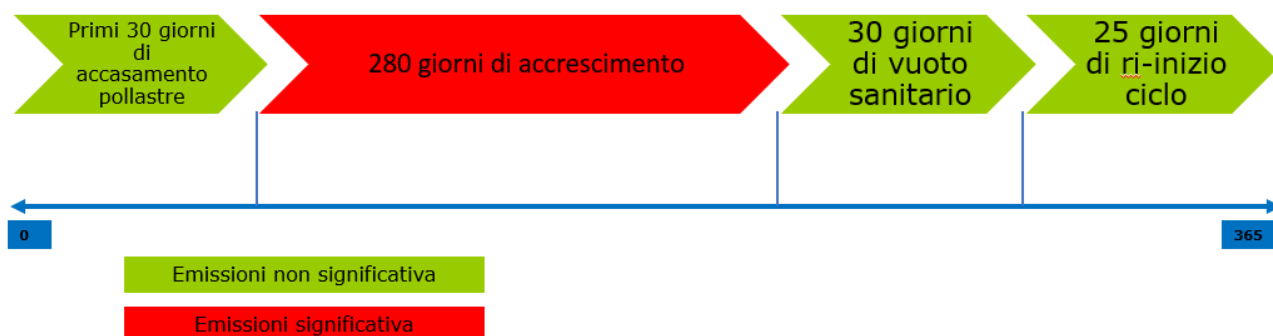 Primi 30 giorni
di
accasamento
pollastre
280 giorni di accrescimento
30 giorni
di vuoto
sanitario
25 giorni
di ri-inizio
ciclo
0
365
Emissioni non significativa
Emissioni significativa